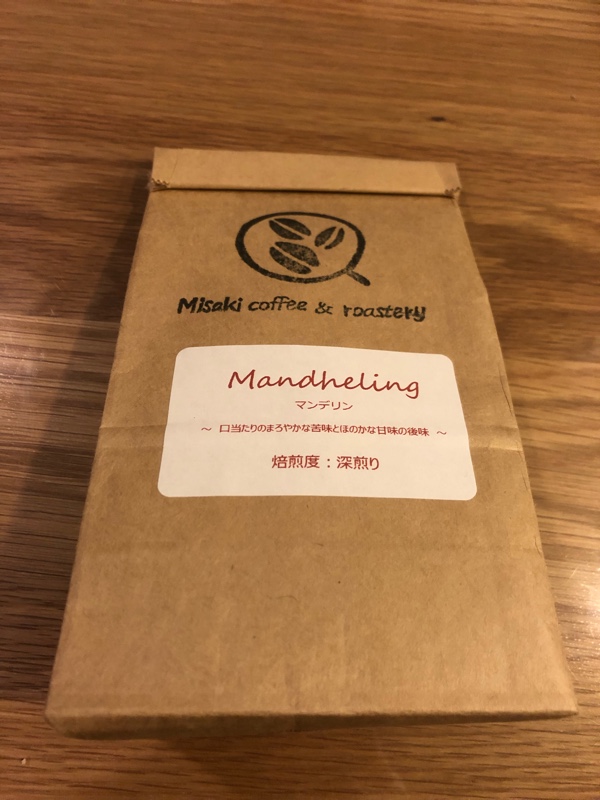 Misaki coffee & roastery
Mandheling
マンデリン
～ 口当たりのまろやかな苦味とほのかな甘味の後味 ～
焙煎度：深煎り